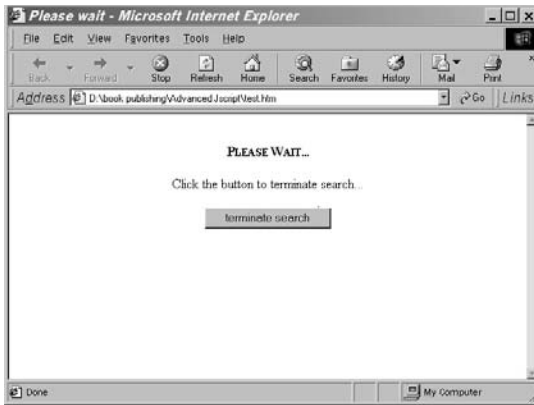 Please wait - Microsoft Internet Explorer
File Edit View Favorites Tools Help
Back Forward Stop Refresh Home Search Favorites History Mail Print »
Address D:\book publishing\Advanced Jscript\test.htm Go Links
PLEASE WAIT...
Click the button to terminate search...
terminate search
Done My Computer